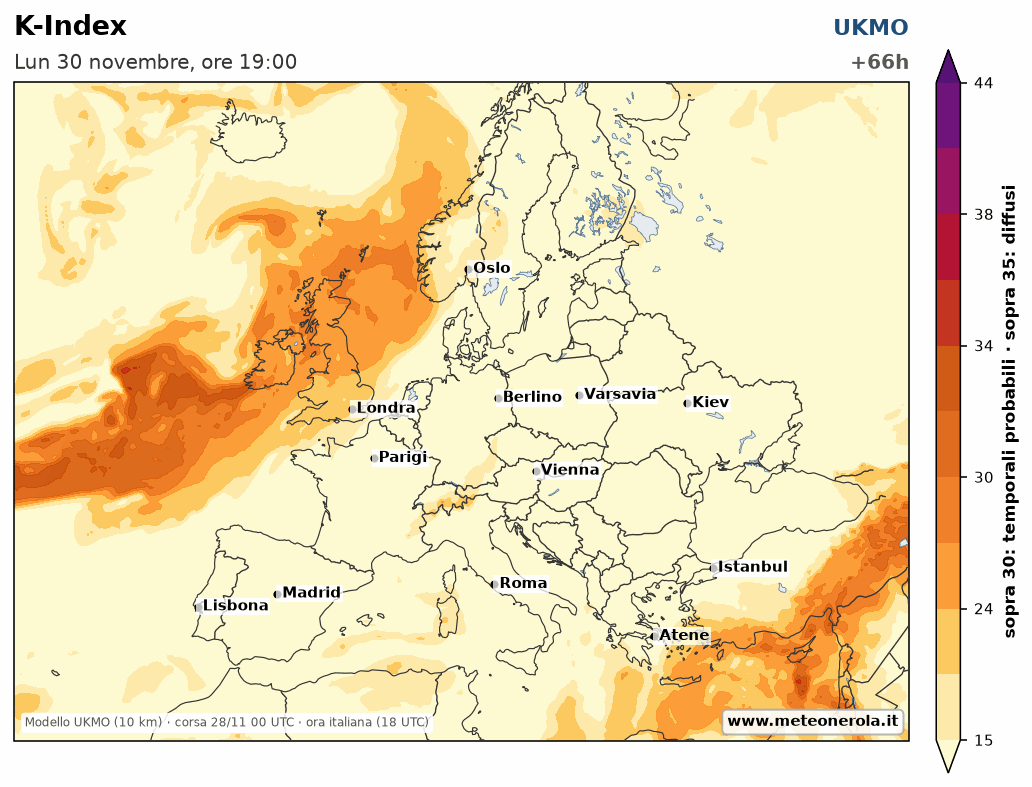 K-Index
UKMO
Lun 30 novembre, ore 19:00
+66h
44
38
34
30
24
15
sopra 30: temporali probabili · sopra 35: diffusi
Oslo
Berlino
Varsavia
Kiev
Londra
Parigi
Vienna
Istanbul
Roma
Madrid
Lisbona
Atene
Modello UKMO (10 km) · corsa 28/11 00 UTC · ora italiana (18 UTC)
www.meteonerola.it